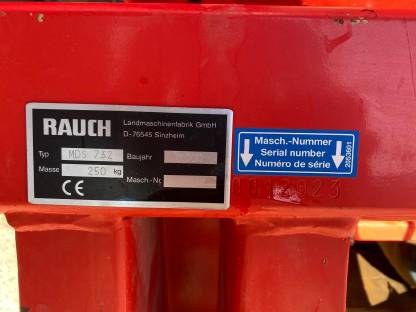 RAUCH
Landmaschinenfabrik GmbH
D-76545 Sinzheim
Typ MDS 732 Baujahr
Masse 250 kg Masch.-Nr.
CE
Masch.-Nummer
Serial number
Numéro de série
2053601